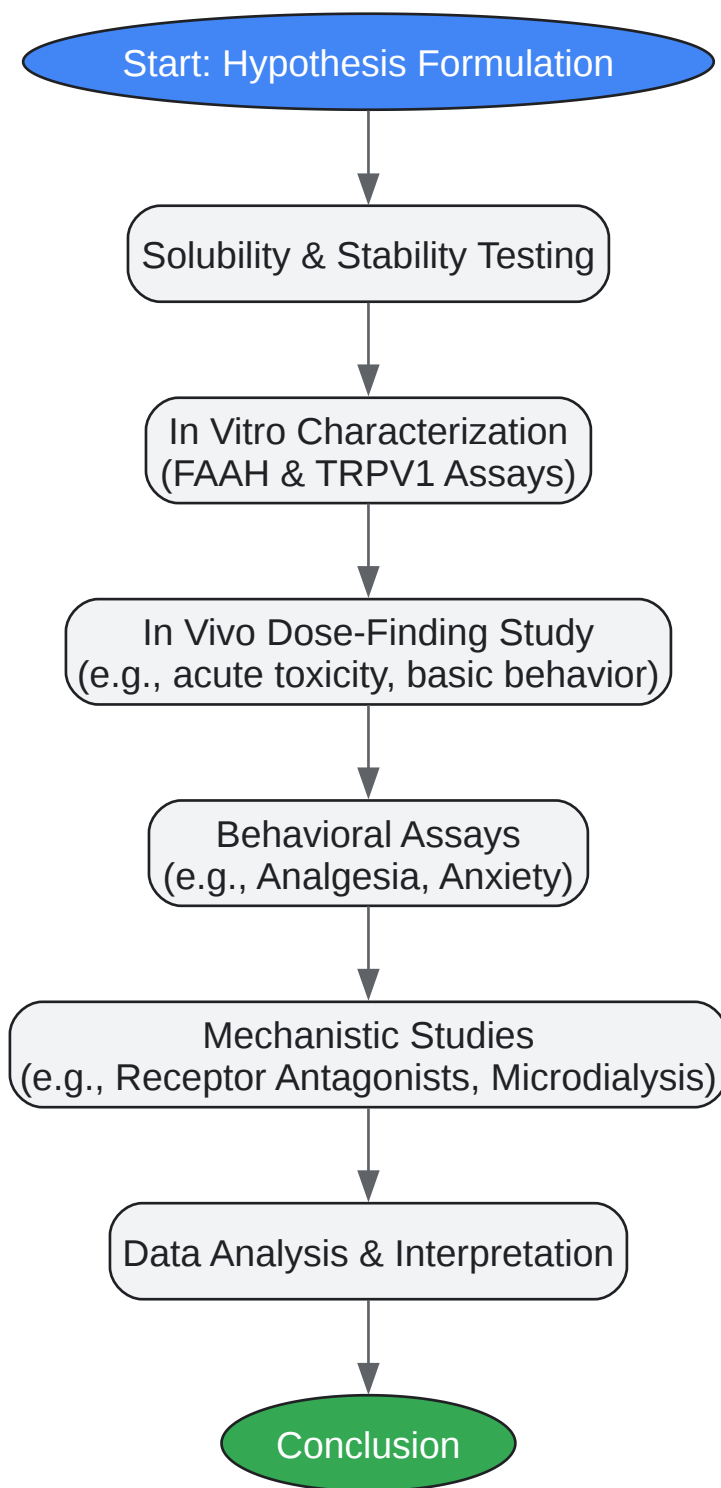 Start: Hypothesis Formulation
Solubility & Stability Testing
In Vitro Characterization
(FAAH & TRPV1 Assays)
In Vivo Dose-Finding Study
(e.g., acute toxicity, basic behavior)
Behavioral Assays
(e.g., Analgesia, Anxiety)
Mechanistic Studies
(e.g., Receptor Antagonists, Microdialysis)
Data Analysis & Interpretation
Conclusion